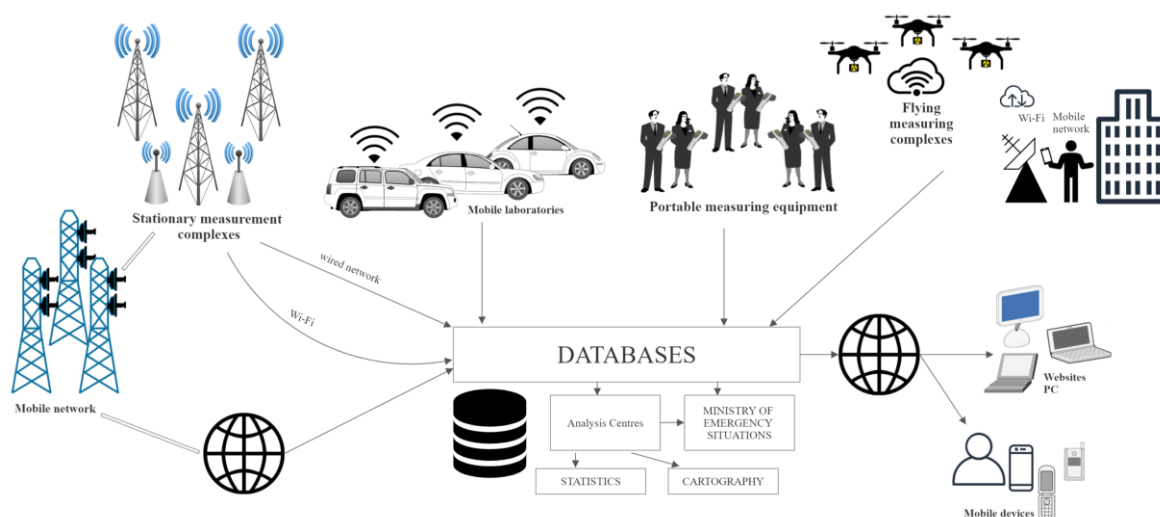 Flying
measuring
complexes
Wi-Fi
Mobile
network
Stationary measurement
complexes
Mobile laboratories
Portable measuring equipment
wired network
Wi-Fi
DATABASES
Mobile network
Analysis Centres
MINISTRY OF
EMERGENCY
SITUATIONS
STATISTICS
CARTOGRAPHY
Websites
PC
Mobile devices